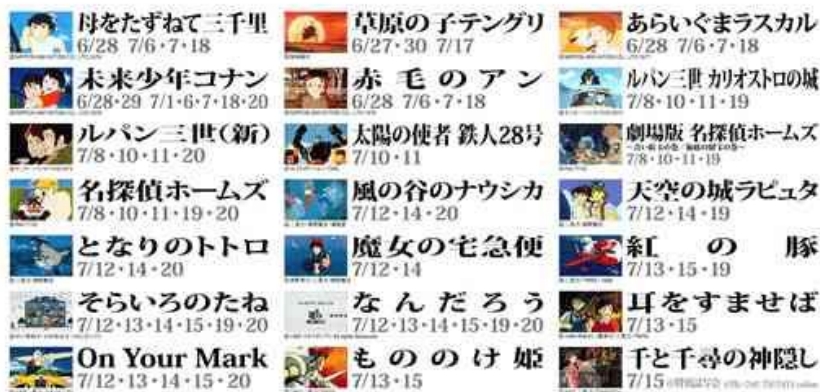 母をたずねて三千里
6/28 7/6・7・18
草原の子テングリ
6/27・30 7/17
あらいぐまラスカル
6/28 7/6・7・18
未来少年コナン
6/28・29 7/1・6・7・18・20
赤毛のアン
6/28 7/6・7・18
ルパン三世 カリオストロの城
7/8・10・11・19
ルパン三世(新)
7/8・10・11・20
太陽の使者 鉄人28号
7/10・11
劇場版 名探偵ホームズ
7/8・10・11・19
名探偵ホームズ
7/8・10・11・19・20
風の谷のナウシカ
7/12・14・20
天空の城ラピュタ
7/12・14・19
となりのトトロ
7/12・14・20
魔女の宅急便
7/12・14
紅の豚
7/13・15・19
そらいろのたね
7/12・13・14・15・19・20
なんだろう
7/12・13・14・15・19・20
耳をすませば
7/13・15
On Your Mark
7/12・13・14・15・20
もののけ姫
7/13・15
千と千尋の神隠し
7/15